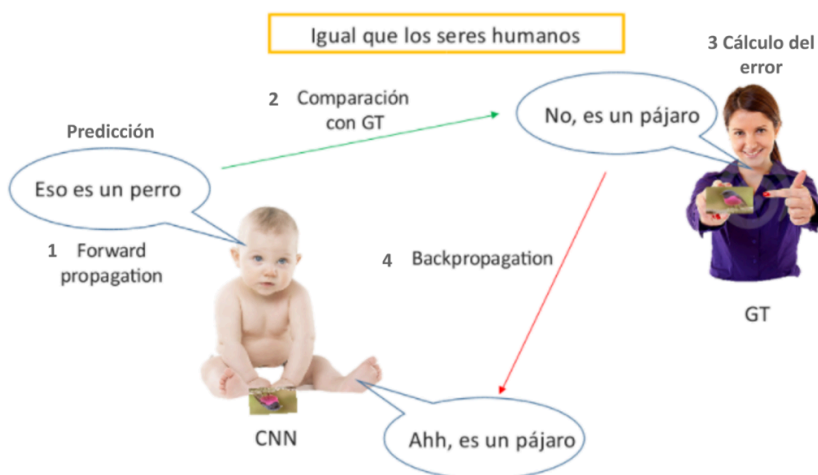 Igual que los seres humanos
3 Cálculo del
error
2 Comparación
con GT
No, es un pájaro
Predicción
Eso es un perro
1 Forward
propagation
4 Backpropagation
GT
CNN
Ahh, es un pájaro